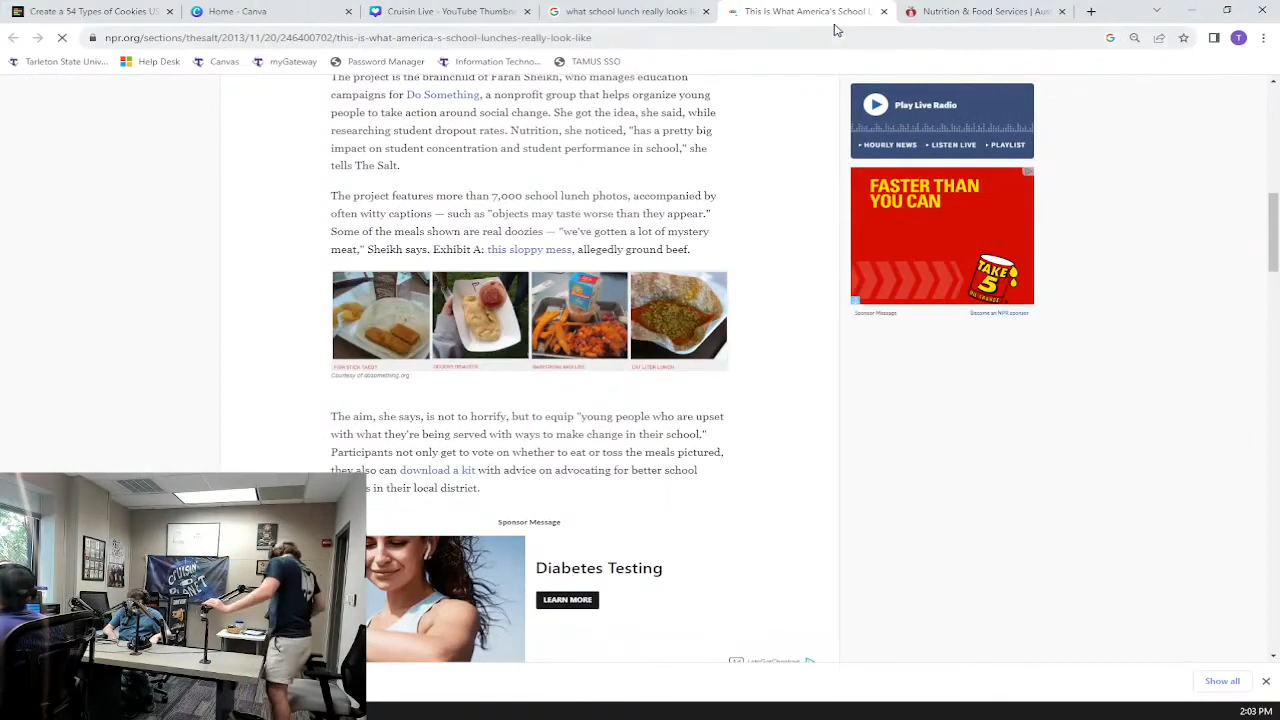 Create a 54 Types of Kitchen US
Ceremo - Canva
Content - YouTube Thumbn
what school lunches really look li
This Is What America's School
Food Services | Nutrition | Aust
npr.org/sections/thesalt/2013/11/20/246400702/this-is-what-america-s-school-lunches-really-look-like
Tarleton State Univ...
Help Desk
Canvas
myGateway
Password Manager
Information Techno...
TAMUS SSO
The project is the brainchild of Farah Sheikh, who manages education
campaigns for Do Something, a nonprofit group that helps organize young
people to take action around social change. She got the idea, she said, while
researching student dropout rates. Nutrition, she noticed, "has a pretty big
impact on student concentration and student performance in school," she
tells The Salt.
The project features more than 7,000 school lunch photos, accompanied by
often witty captions — such as "objects may taste worse than they appear."
Some of the meals shown are real doozies — "we've gotten a lot of mystery
meat," Sheikh says. Exhibit A: this sloppy mess, allegedly ground beef.
FISH STICK TARDY
Courtesy of dosomething.org
The aim, she says, is not to horrify, but to equip "young people who are upset
with what they're being served with ways to make change in their school."
Participants not only get to vote on whether to eat or toss the meals pictured,
they also can download a kit with advice on advocating for better school
s in their local district.
Sponsor Message
Diabetes Testing
LEARN MORE
Ad
LetsGetChecked
Play Live Radio
HOURLY NEWS
LISTEN LIVE
PLAYLIST
FASTER THAN
YOU CAN
TAKE
5
OIL CHANGE
Sponsor Message
Become an NPR sponsor
Show all
2:03 PM